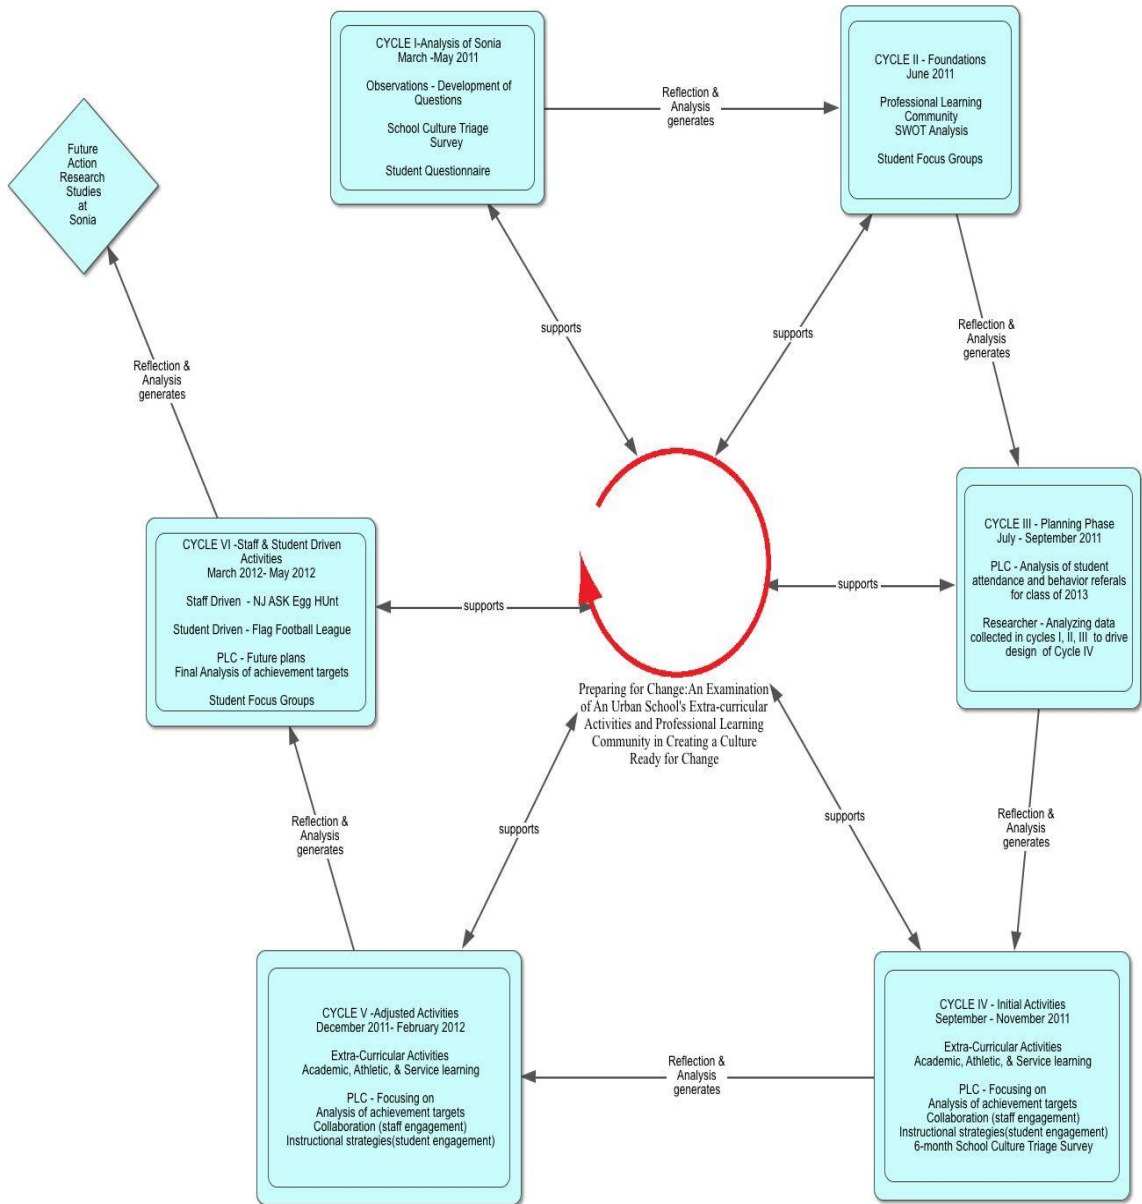 CYCLE I-Analysis of Sonia
March -May 2011
Observations - Development of
Questions
School Culture Triage
Survey
Student Questionnaire
Reflection &
Analysis
generates
CYCLE II - Foundations
June 2011
Professional Learning
Community
SWOT Analysis
Student Focus Groups
Future
Action
Research
Studies
at
Sonia
supports
supports
Reflection &
Analysis
generates
Reflection &
Analysis
generates
CYCLE III - Planning Phase
July - September 2011
PLC - Analysis of student
attendance and behavior referals
for class of 2013
Researcher - Analyzing data
collected in cycles I, II, III to drive
design of Cycle IV
supports
CYCLE VI -Staff & Student Driven
Activities
March 2012- May 2012
Staff Driven - NJ ASK Egg HUnt
Student Driven - Flag Football League
PLC - Future plans
Final Analysis of achievement targets
Student Focus Groups
supports
Preparing for Change:An Examination
of An Urban School's Extra-curricular
Activities and Professional Learning
Community in Creating a Culture
Ready for Change
Reflection &
Analysis
generates
supports
supports
Reflection &
Analysis
generates
CYCLE V -Adjusted Activities
December 2011- February 2012
Extra-Curricular Activities
Academic, Athletic, & Service learning
PLC - Focusing on
Analysis of achievement targets
Collaboration (staff engagement)
Instructional strategies(student engagement)
Reflection &
Analysis
generates
CYCLE IV - Initial Activities
September - November 2011
Extra-Curricular Activities
Academic, Athletic, & Service learning
PLC - Focusing on
Analysis of achievement targets
Collaboration (staff engagement)
Instructional strategies(student engagement)
6-month School Culture Triage Survey